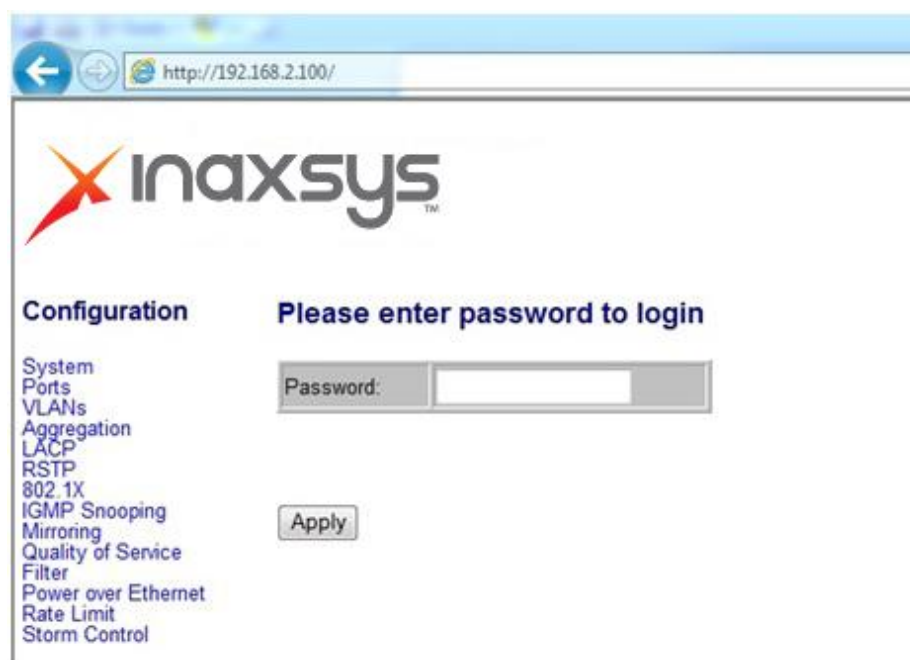 http://192.168.2.100/
inaxsys
TM
Configuration
Please enter password to login
System
Ports
VLANs
Aggregation
LACP
RSTP
802.1X
IGMP Snooping
Mirroring
Quality of Service
Filter
Power over Ethernet
Rate Limit
Storm Control
Password:
Apply